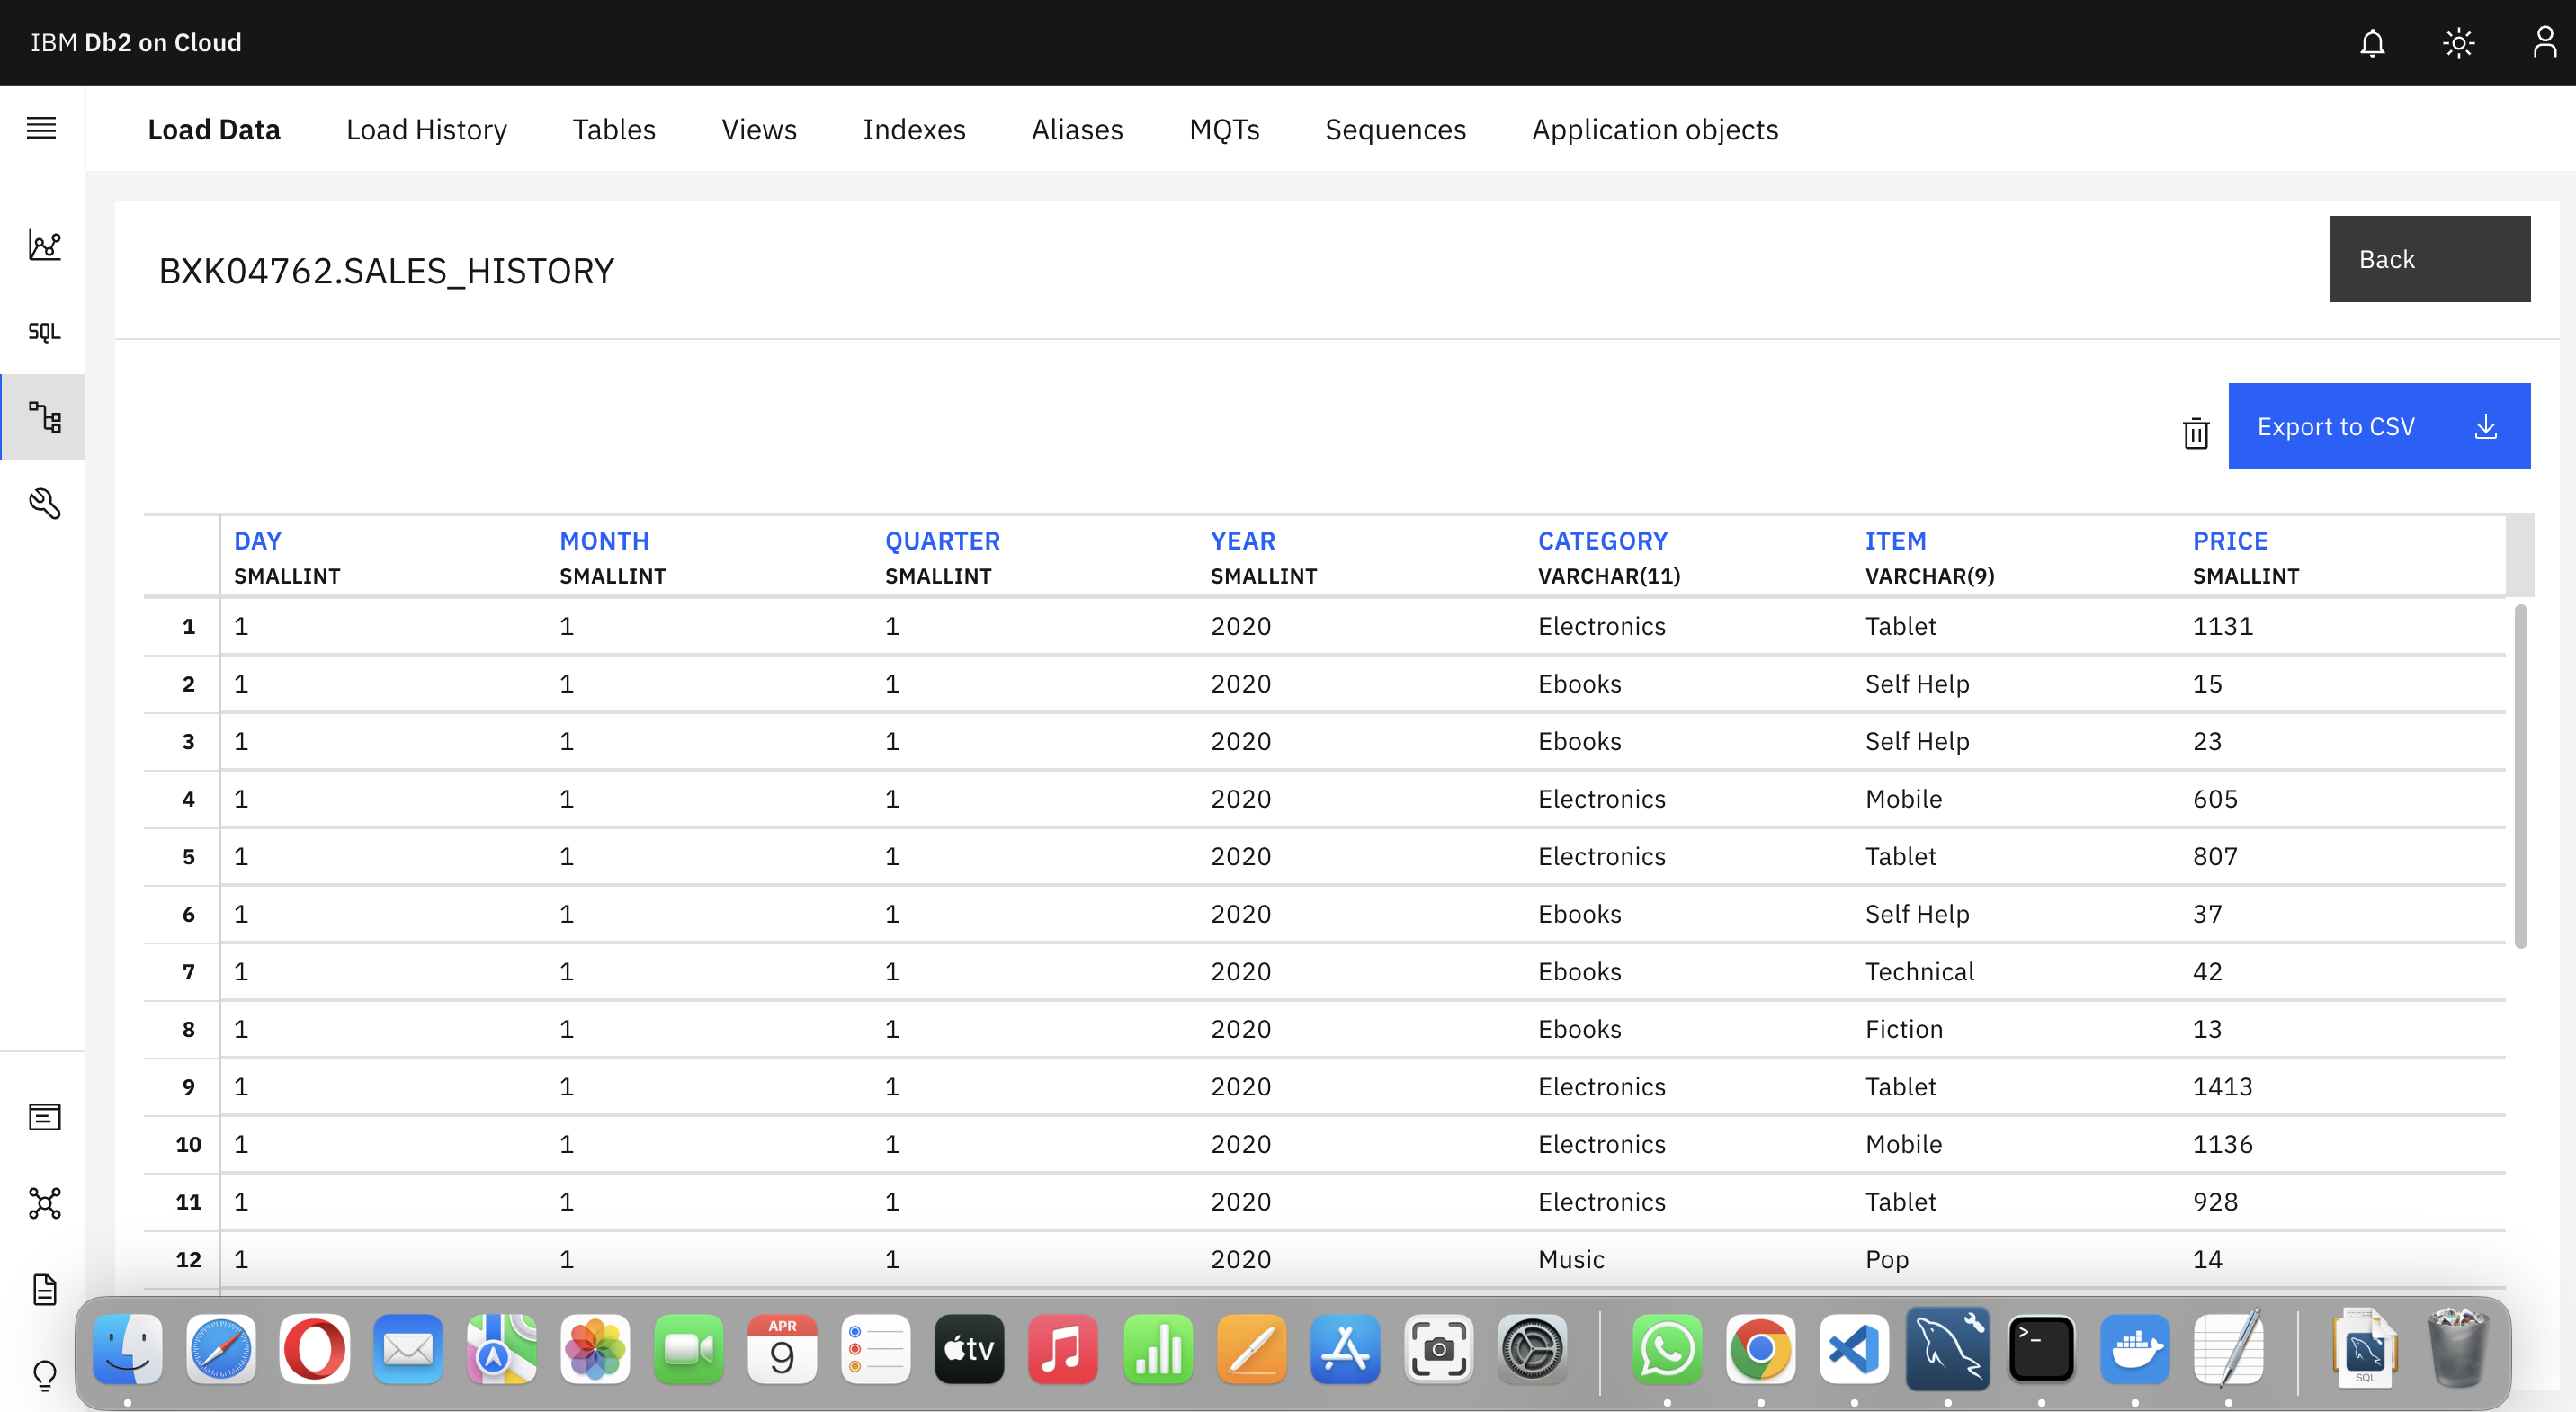 IBM Db2 on Cloud
Load Data Load History Tables Views Indexes Aliases MQTs Sequences Application objects
BXK04762.SALES_HISTORY
Back
SQL
Export to CSV
DAY MONTH QUARTER YEAR CATEGORY ITEM PRICE
SMALLINT SMALLINT SMALLINT SMALLINT VARCHAR(11) VARCHAR(9) SMALLINT
1 1 1 1 2020 Electronics Tablet 1131
2 1 1 1 2020 Ebooks Self Help 15
3 1 1 1 2020 Ebooks Self Help 23
4 1 1 1 2020 Electronics Mobile 605
5 1 1 1 2020 Electronics Tablet 807
6 1 1 1 2020 Ebooks Self Help 37
7 1 1 1 2020 Ebooks Technical 42
8 1 1 1 2020 Ebooks Fiction 13
9 1 1 1 2020 Electronics Tablet 1413
10 1 1 1 2020 Electronics Mobile 1136
11 1 1 1 2020 Electronics Tablet 928
12 1 1 1 2020 Music Pop 14
APR
9
tv
>_
SQL